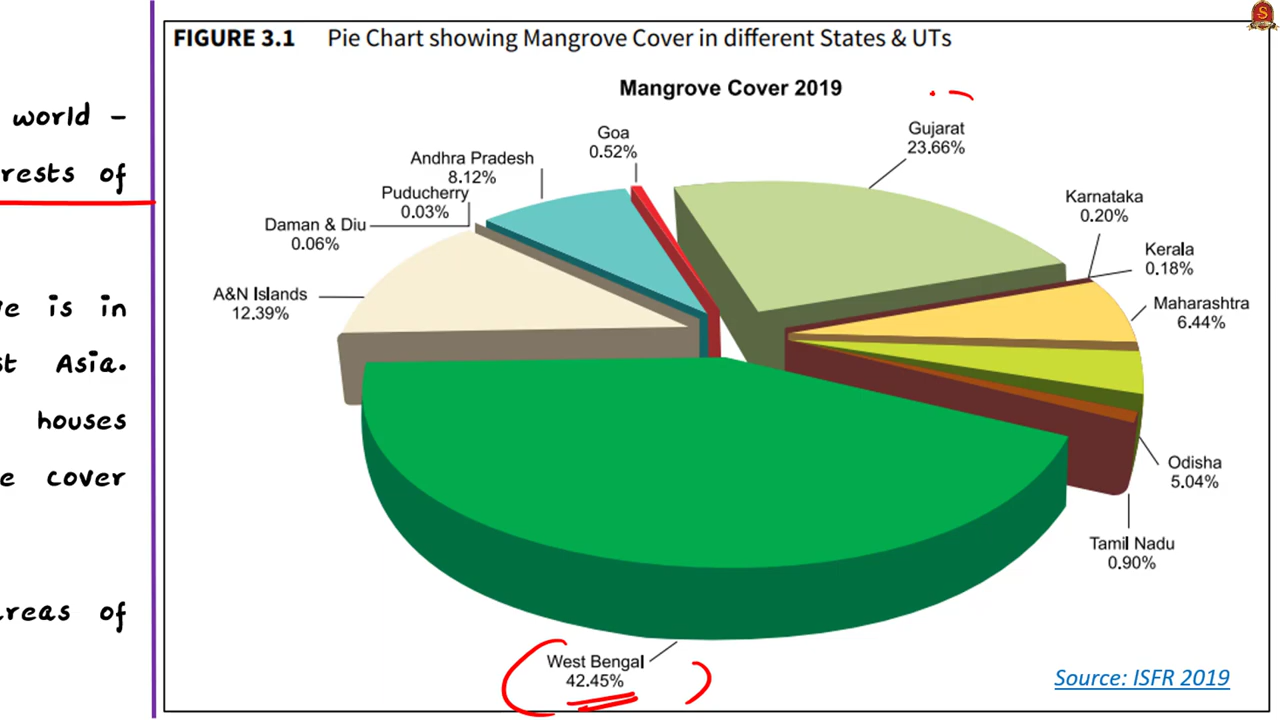 world –
rests of
ve is in
st Asia.
houses
e cover
reas of
FIGURE 3.1 Pie Chart showing Mangrove Cover in different States & UTs
Mangrove Cover 2019
Goa
0.52%
Gujarat
23.66%
Andhra Pradesh
8.12%
Puducherry
0.03%
Daman & Diu
0.06%
A&N Islands
12.39%
Karnataka
0.20%
Kerala
0.18%
Maharashtra
6.44%
Odisha
5.04%
Tamil Nadu
0.90%
West Bengal
42.45%
Source: ISFR 2019
S